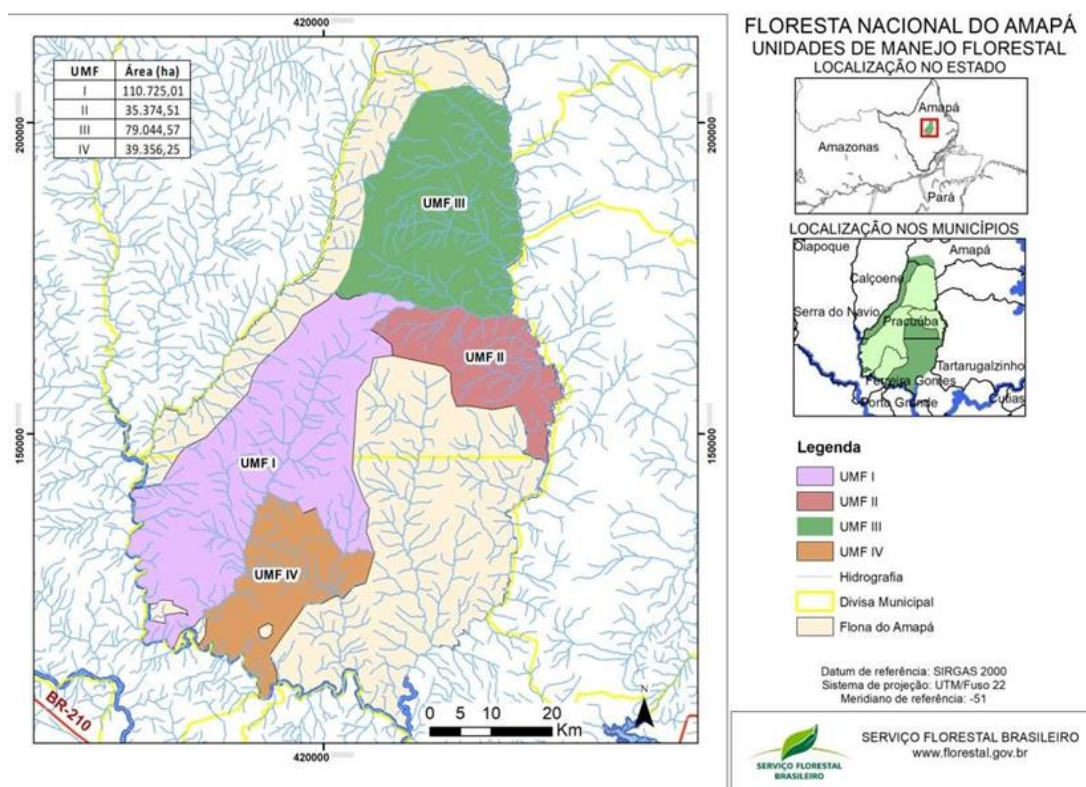 420000
UMF Área (ha)
I 110.725,01
II 35.374,51
III 79.044,57
IV 39.356,25
200000
200000
150000
150000
UMF III
UMF II
UMF I
UMF IV
BR-210
0 5 10 20
Km
N
420000
FLORESTA NACIONAL DO AMAPÁ
UNIDADES DE MANEJO FLORESTAL
LOCALIZAÇÃO NO ESTADO
Amapá
Amazonas
Pará
LOCALIZAÇÃO NOS MUNICÍPIOS
Oiapoque
Amapá
Calçoene
Serra do Navio
Pracuúba
Tartarugalzinho
Ferreira Gomes
Porto Grande
Cutias
Legenda
UMF I
UMF II
UMF III
UMF IV
Hidrografia
Divisa Municipal
Flona do Amapá
Datum de referência: SIRGAS 2000
Sistema de projeção: UTM/Fuso 22
Meridiano de referência: -51
SERVIÇO FLORESTAL
BRASILEIRO
SERVIÇO FLORESTAL BRASILEIRO
www.florestal.gov.br